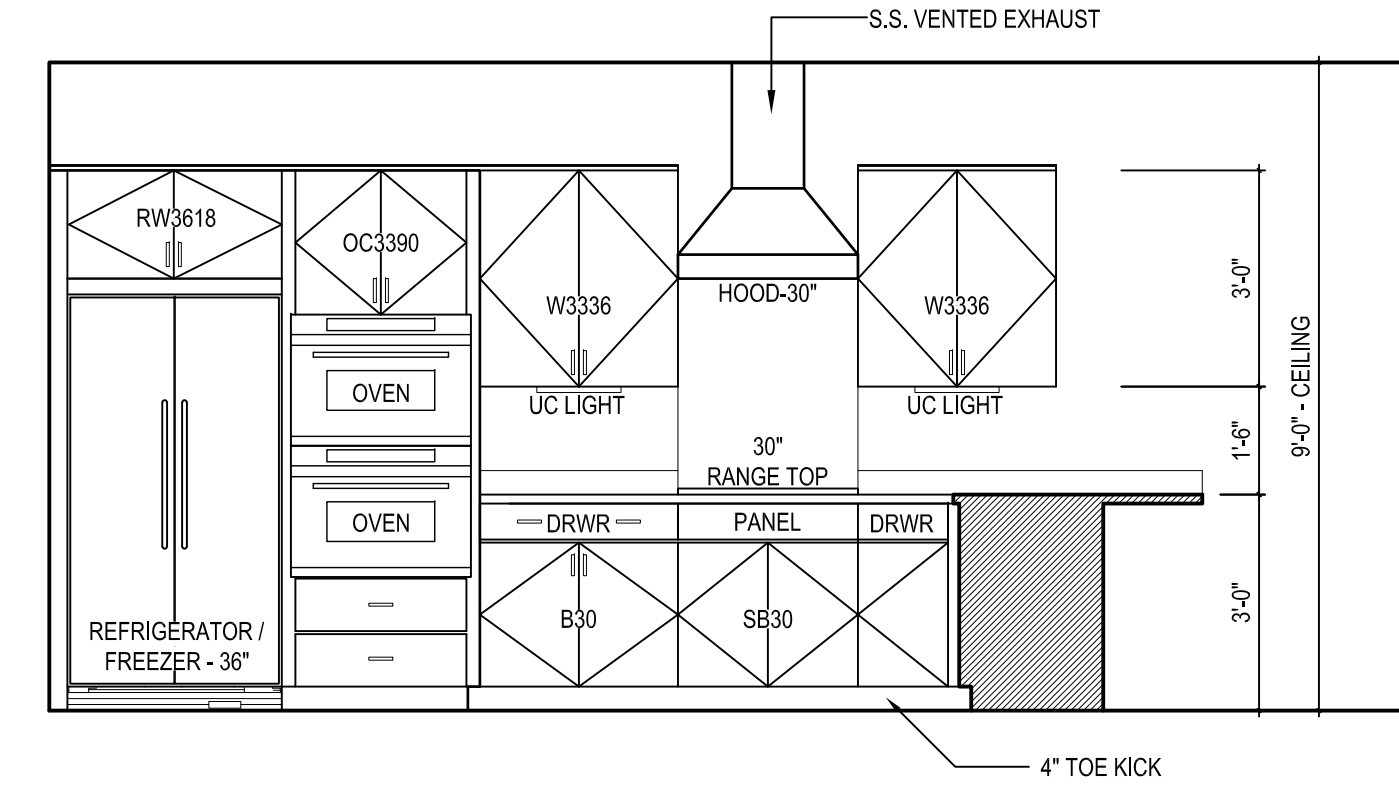 S.S. VENTED EXHAUST
RW3618
OC3390
W3336
HOOD-30"
W3336
3'-0"
9'-0" - CEILING
OVEN
UC LIGHT
UC LIGHT
1'-6"
30"
RANGE TOP
OVEN
DRWR
PANEL
DRWR
B30
SB30
3'-0"
REFRIGERATOR /
FREEZER - 36"
4" TOE KICK